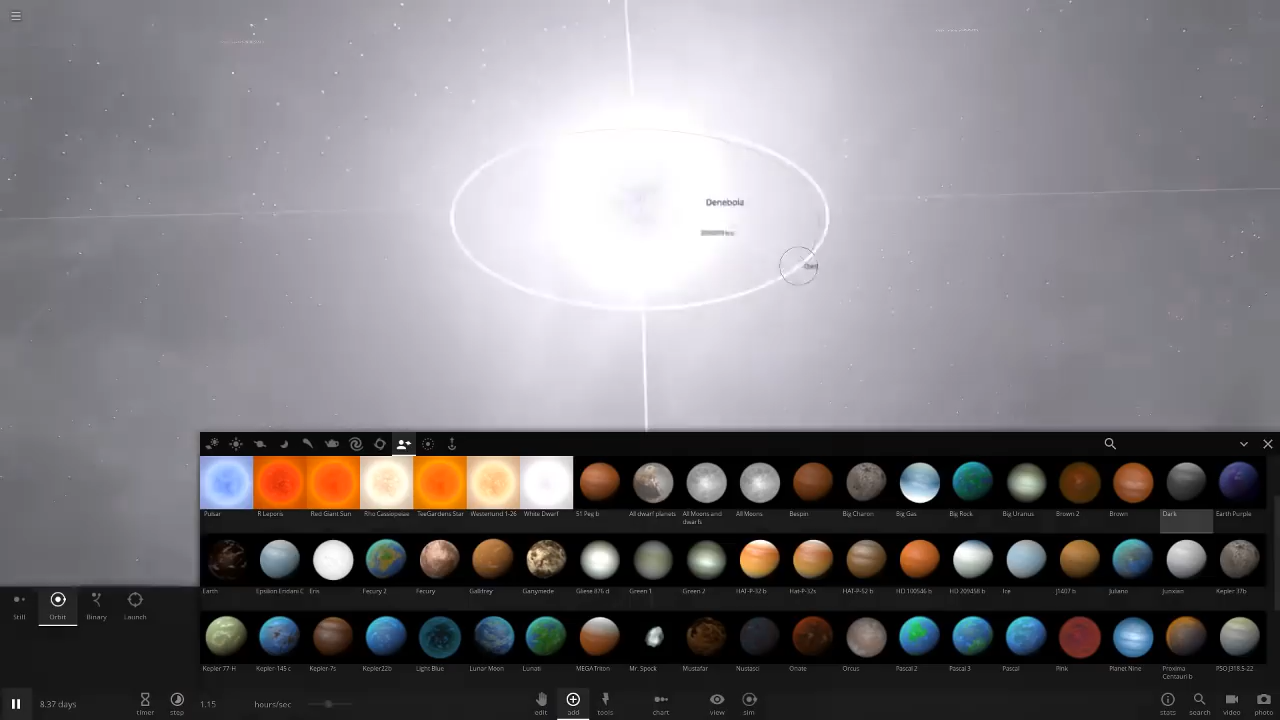 Denebola
Pulsar
R Leporis
Red Giant Sun
Rho Cassiopeiae
TeeGardens Star
Westerlund 1-26
White Dwarf
51 Peg b
All dwarf planets
All Moons and
dwarfs
All Moons
Bespin
Big Charon
Big Gas
Big Rock
Big Uranus
Brown 2
Brown
Dark
Earth Purple
Earth
Epsilon Eridani C
Eris
Fecury 2
Fecury
Gallifrey
Ganymede
Gliese 876 d
Green 1
Green 2
HAT-P-32 b
Hat-P-32s
HAT-P-52 b
HD 100546 b
HD 209458 b
Ice
J1407 b
Juliano
Junxiao
Kepler 37b
Kepler 77-H
Kepler-145 c
Kepler-7s
Kepler22b
Light Blue
Lunar Moon
Lunati
MEGATriton
Mr. Spock
Mustafar
Nustasci
Onate
Orcus
Pascal 2
Pascal 3
Pascal
Pink
Planet Nine
Proxima
Centauri b
PSO J318.5-22
Still
Orbit
Binary
Launch
8.37 days
timer
step
1.15
hours/sec
edit
add
tools
chart
view
sim
stats
search
video
photo